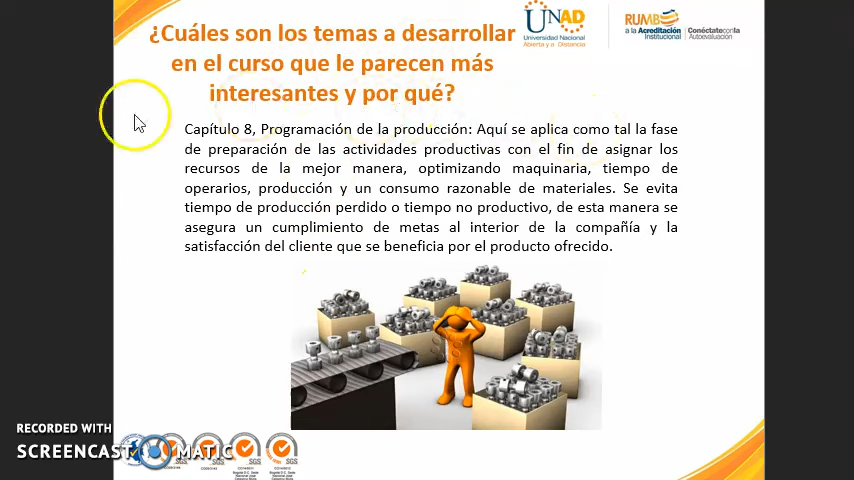 ¿Cuáles son los temas a desarrollar
en el curso que le parecen más
interesantes y por qué?
UNAD
Universidad Nacional
Abierta y a Distancia
RUMBO
a la Acreditación
Institucional
Conéctate con la
Autoevaluación
Capítulo 8, Programación de la producción: Aquí se aplica como tal la fase
de preparación de las actividades productivas con el fin de asignar los
recursos de la mejor manera, optimizando maquinaria, tiempo de
operarios, producción y un consumo razonable de materiales. Se evita
tiempo de producción perdido o tiempo no productivo, de esta manera se
asegura un cumplimiento de metas al interior de la compañía y la
satisfacción del cliente que se beneficia por el producto ofrecido.
RECORDED WITH
SCREENCAST MATIC
SGS
SGS